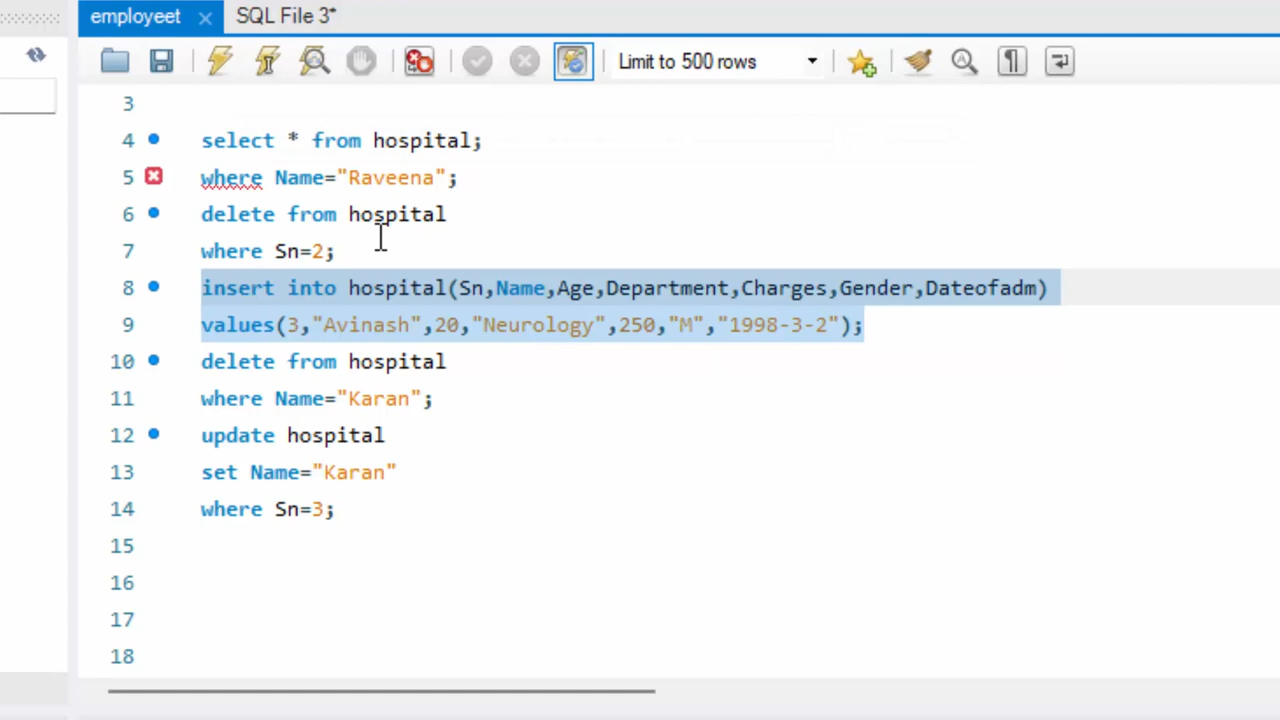 employeet
SQL File 3*
Limit to 500 rows
3
4 select * from hospital;
5 where Name="Raveena";
6 delete from hospital
7 where Sn=2;
8 insert into hospital(Sn,Name,Age,Department,Charges,Gender,Dateofadm)
9 values(3,"Avinash",20,"Neurology",250,"M","1998-3-2");
10 delete from hospital
11 where Name="Karan";
12 update hospital
13 set Name="Karan"
14 where Sn=3;
15
16
17
18